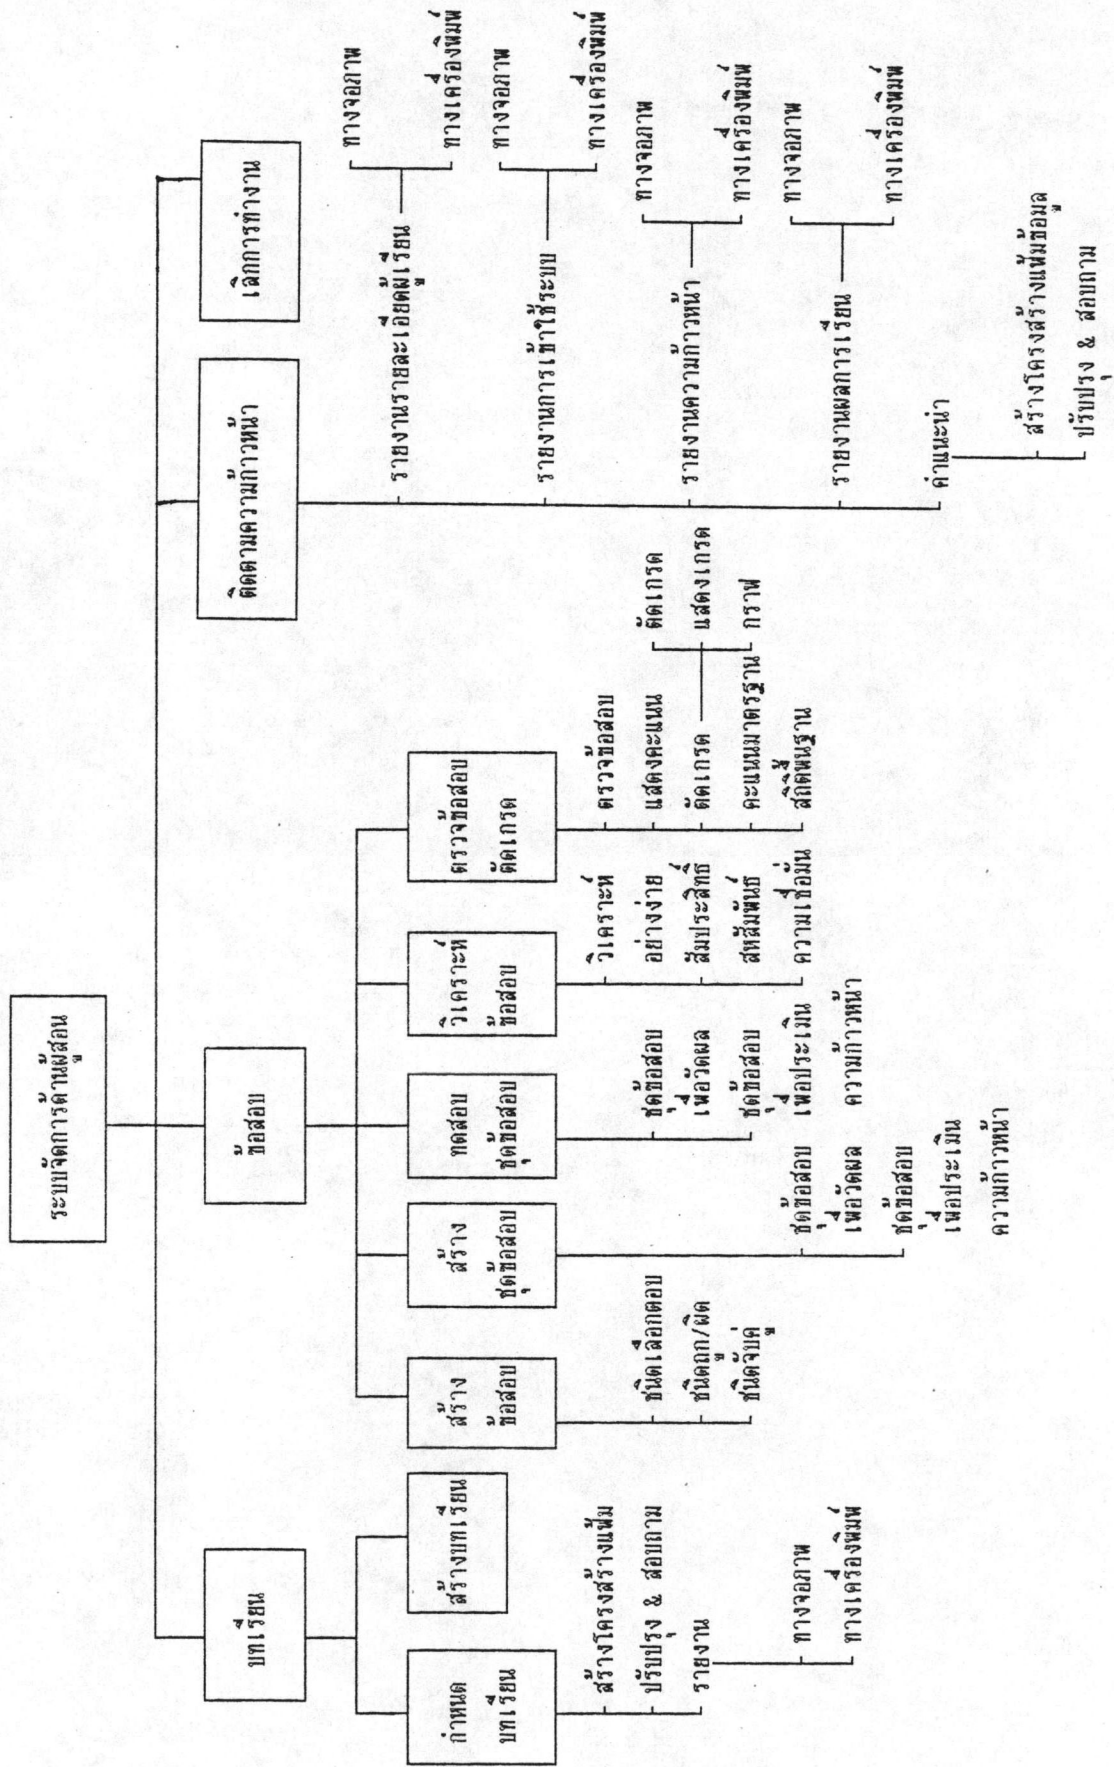 ระบบจัดการด้านผู้สอน
บทเรียน
ข้อสอบ
ติดตามความก้าวหน้า
เลิกการทำงาน
กำหนด
บทเรียน
สร้างบทเรียน
สร้างโครงสร้างแฟ้ม
ปรับปรุง & สอบถาม
รายงาน
ทางจอภาพ
ทางเครื่องพิมพ์
สร้าง
ข้อสอบ
ชนิดเลือกตอบ
ชนิดถูก/ผิด
ชนิดจับคู่
สร้าง
ชุดข้อสอบ
ชุดข้อสอบ
เพื่อวัดผล
ชุดข้อสอบ
เพื่อประเมิน
ความก้าวหน้า
ทดสอบ
ชุดข้อสอบ
ชุดข้อสอบ
เพื่อวัดผล
ชุดข้อสอบ
เพื่อประเมิน
ความก้าวหน้า
วิเคราะห์
ข้อสอบ
วิเคราะห์
อย่างง่าย
สัมประสิทธิ์
สหสัมพันธ์
ความเชื่อมั่น
ตรวจข้อสอบ
ตัดเกรด
ตรวจข้อสอบ
แสดงคะแนน
ตัดเกรด
คะแนนมาตรฐาน
สถิติพื้นฐาน
ตัดเกรด
แสดงเกรด
กราฟ
รายงานรายละเอียดผู้เรียน
ทางจอภาพ
ทางเครื่องพิมพ์
รายงานการเข้าใช้ระบบ
ทางจอภาพ
ทางเครื่องพิมพ์
รายงานความก้าวหน้า
ทางจอภาพ
ทางเครื่องพิมพ์
รายงานผลการเรียน
ทางจอภาพ
ทางเครื่องพิมพ์
คำแนะนำ
สร้างโครงสร้างแฟ้มข้อมูล
ปรับปรุง & สอบถาม